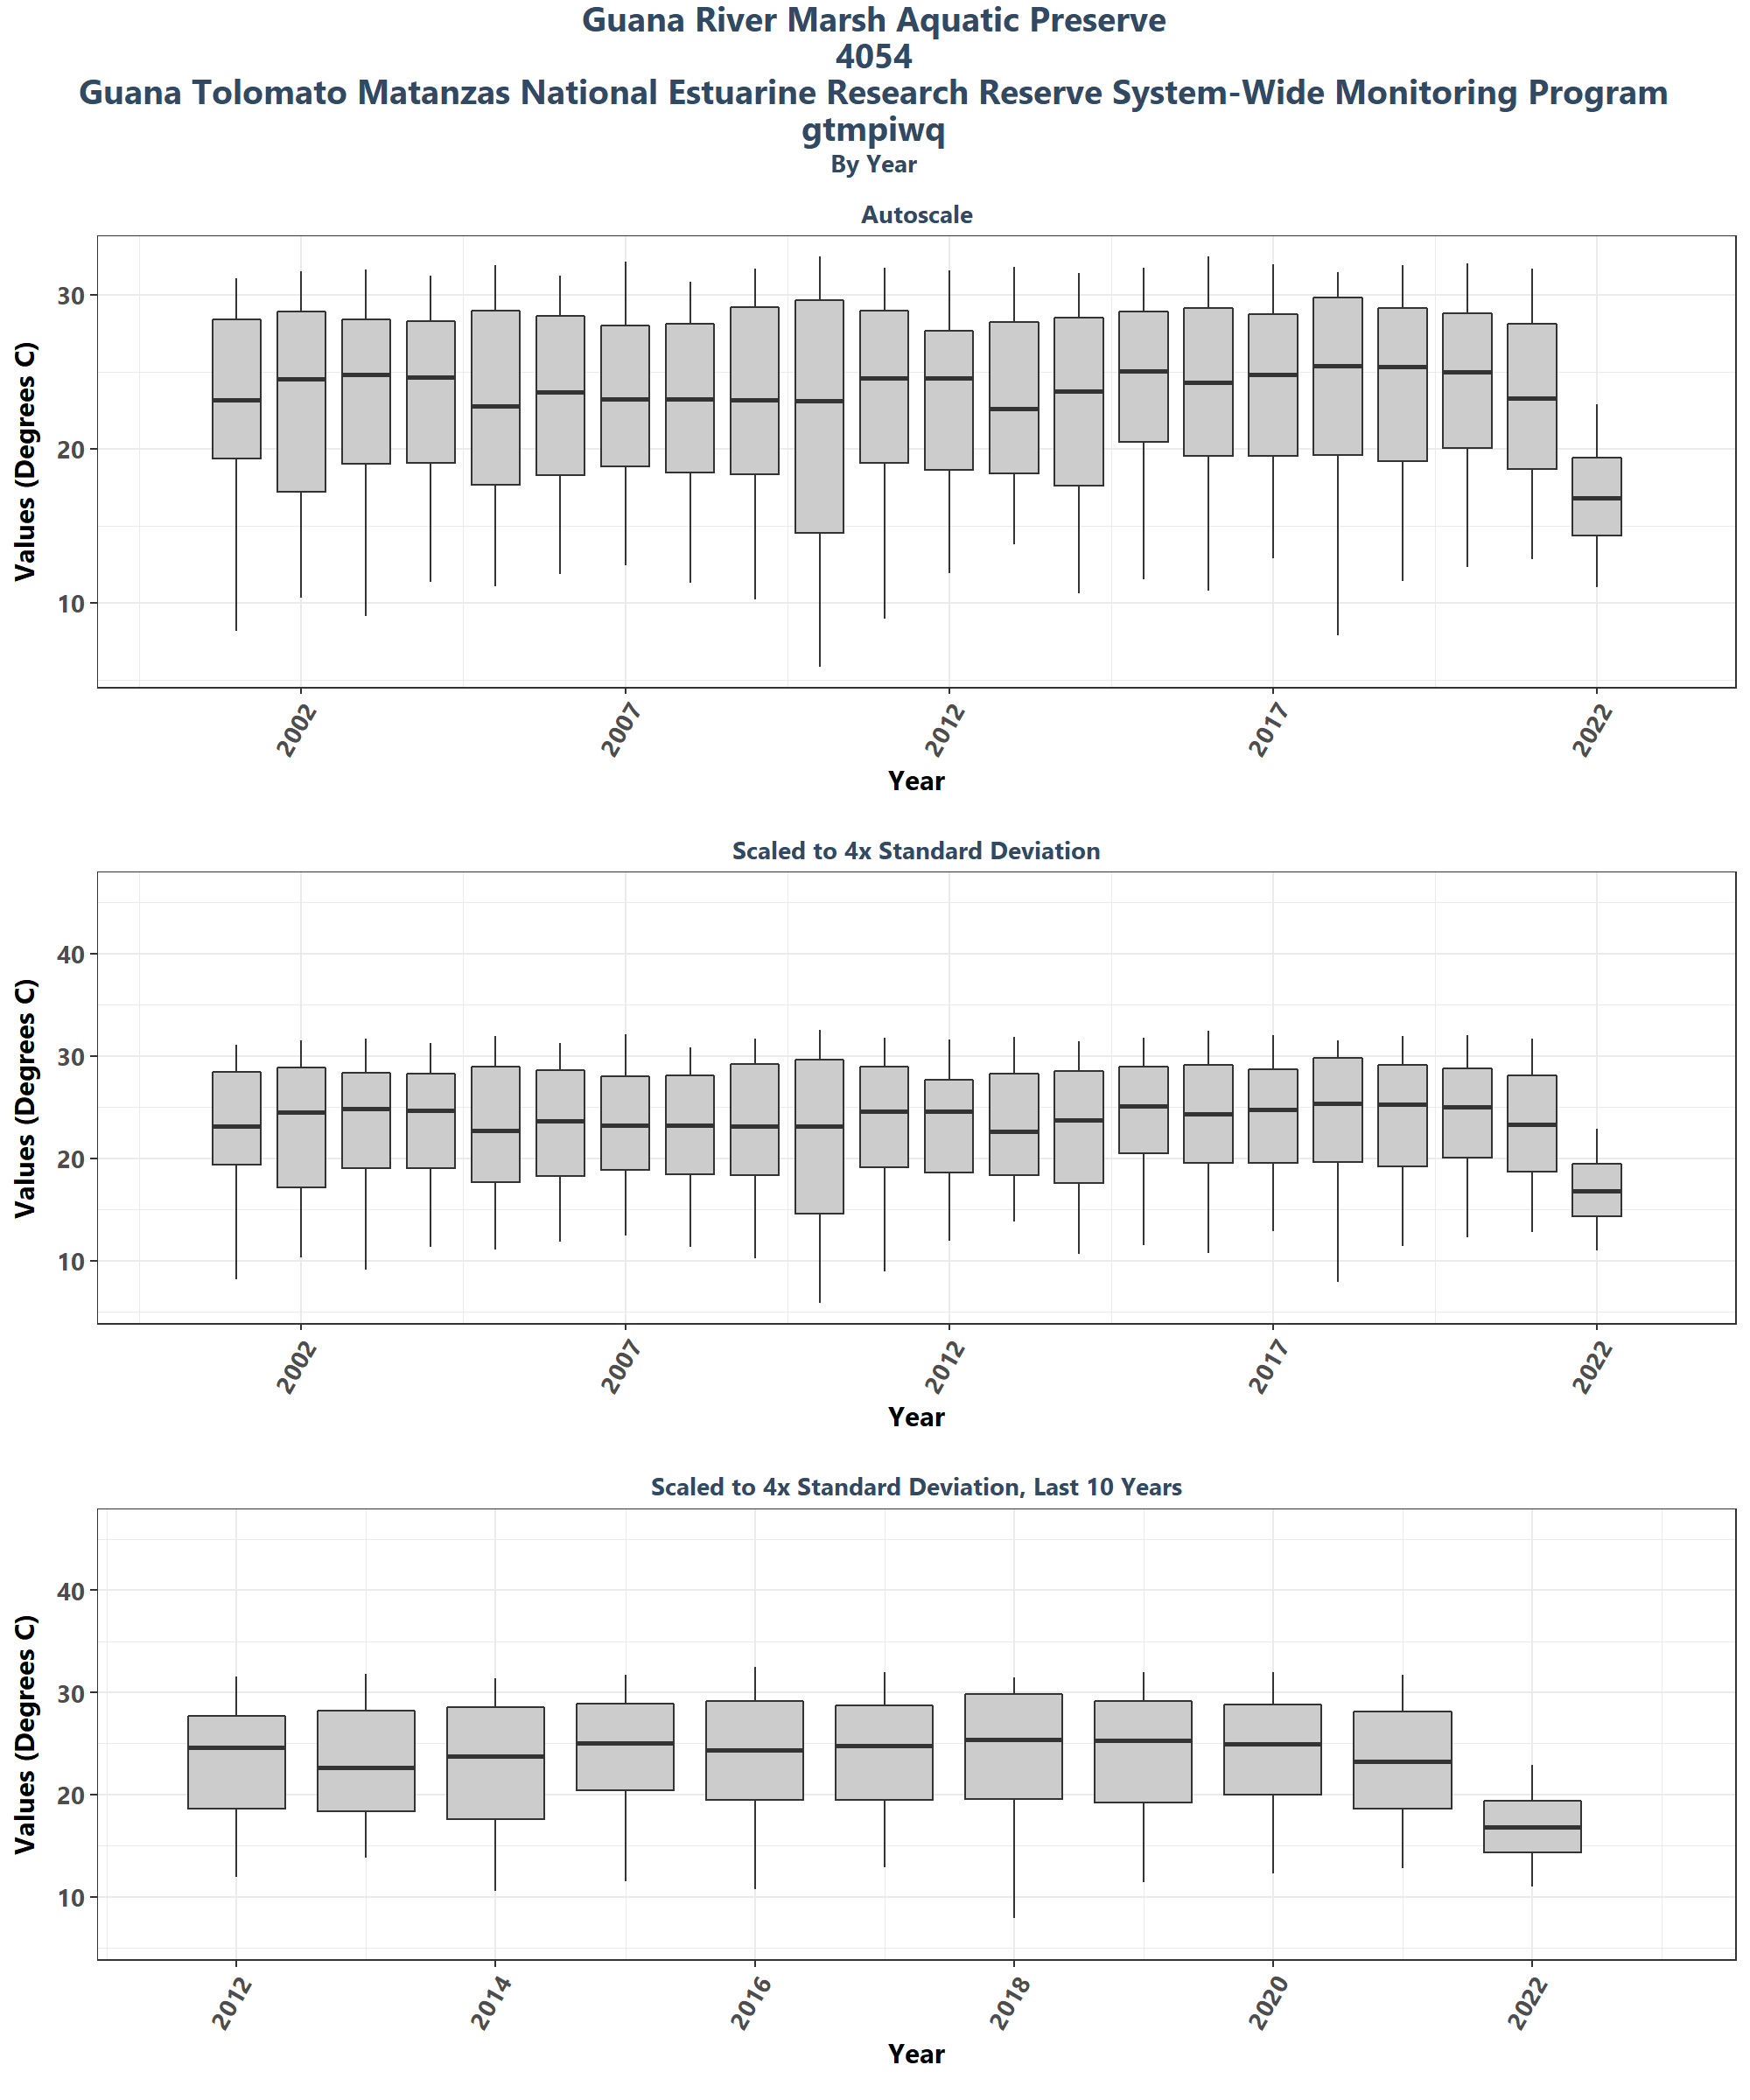 Guana River Marsh Aquatic Preserve
4054
Guana Tolomato Matanzas National Estuarine Research Reserve System-Wide Monitoring Program
gtmpiwq
By Year
Autoscale
Values (Degrees C)
30
20
10
2002
2007
2012
2017
2022
Year
Scaled to 4x Standard Deviation
Values (Degrees C)
40
30
20
10
2002
2007
2012
2017
2022
Year
Scaled to 4x Standard Deviation, Last 10 Years
Values (Degrees C)
40
30
20
10
2012
2014
2016
2018
2020
2022
Year